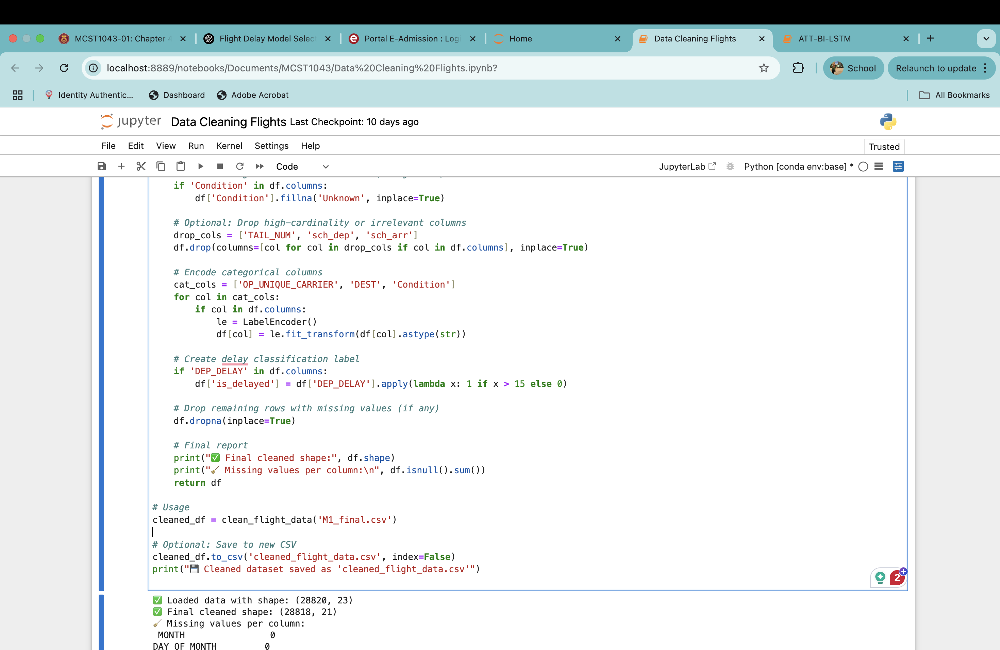 MCST1043-01: Chapter 4
Flight Delay Model Selec
Portal E-Admission : Logi
Home
Data Cleaning Flights
ATT-BI-LSTM
localhost:8889/notebooks/Documents/MCST1043/Data%20Cleaning%20Flights.ipynb?
School
Relaunch to update
Identity Authentic...
Dashboard
Adobe Acrobat
All Bookmarks
jupyter Data Cleaning Flights Last Checkpoint: 10 days ago
File Edit View Run Kernel Settings Help
Trusted
Code
JupyterLab
Python [conda env:base] *
if 'Condition' in df.columns:
df['Condition'].fillna('Unknown', inplace=True)
# Optional: Drop high-cardinality or irrelevant columns
drop_cols = ['TAIL_NUM', 'sch_dep', 'sch_arr']
df.drop(columns=[col for col in drop_cols if col in df.columns], inplace=True)
# Encode categorical columns
cat_cols = ['OP_UNIQUE_CARRIER', 'DEST', 'Condition']
for col in cat_cols:
if col in df.columns:
le = LabelEncoder()
df[col] = le.fit_transform(df[col].astype(str))
# Create delay classification label
if 'DEP_DELAY' in df.columns:
df['is_delayed'] = df['DEP_DELAY'].apply(lambda x: 1 if x > 15 else 0)
# Drop remaining rows with missing values (if any)
df.dropna(inplace=True)
# Final report
print("✅ Final cleaned shape:", df.shape)
print("🧹 Missing values per column:\n", df.isnull().sum())
return df
# Usage
cleaned_df = clean_flight_data('M1_final.csv')
# Optional: Save to new CSV
cleaned_df.to_csv('cleaned_flight_data.csv', index=False)
print("💾 Cleaned dataset saved as 'cleaned_flight_data.csv'")
2
✅ Loaded data with shape: (28820, 23)
✅ Final cleaned shape: (28818, 21)
🧹 Missing values per column:
MONTH 0
DAY OF MONTH 0